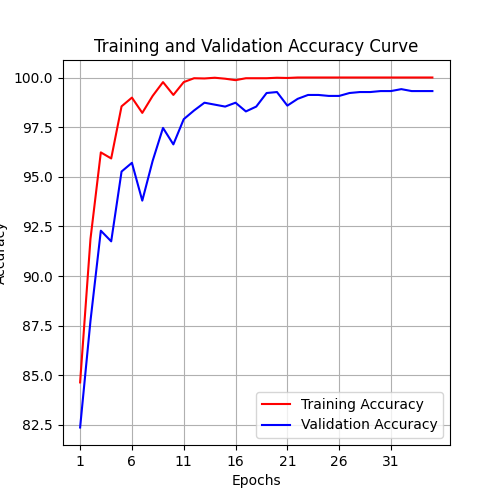 Training and Validation Accuracy Curve
100.0
97.5
95.0
92.5
90.0
87.5
85.0
82.5
Accuracy
Training Accuracy
Validation Accuracy
1 6 11 16 21 26 31
Epochs